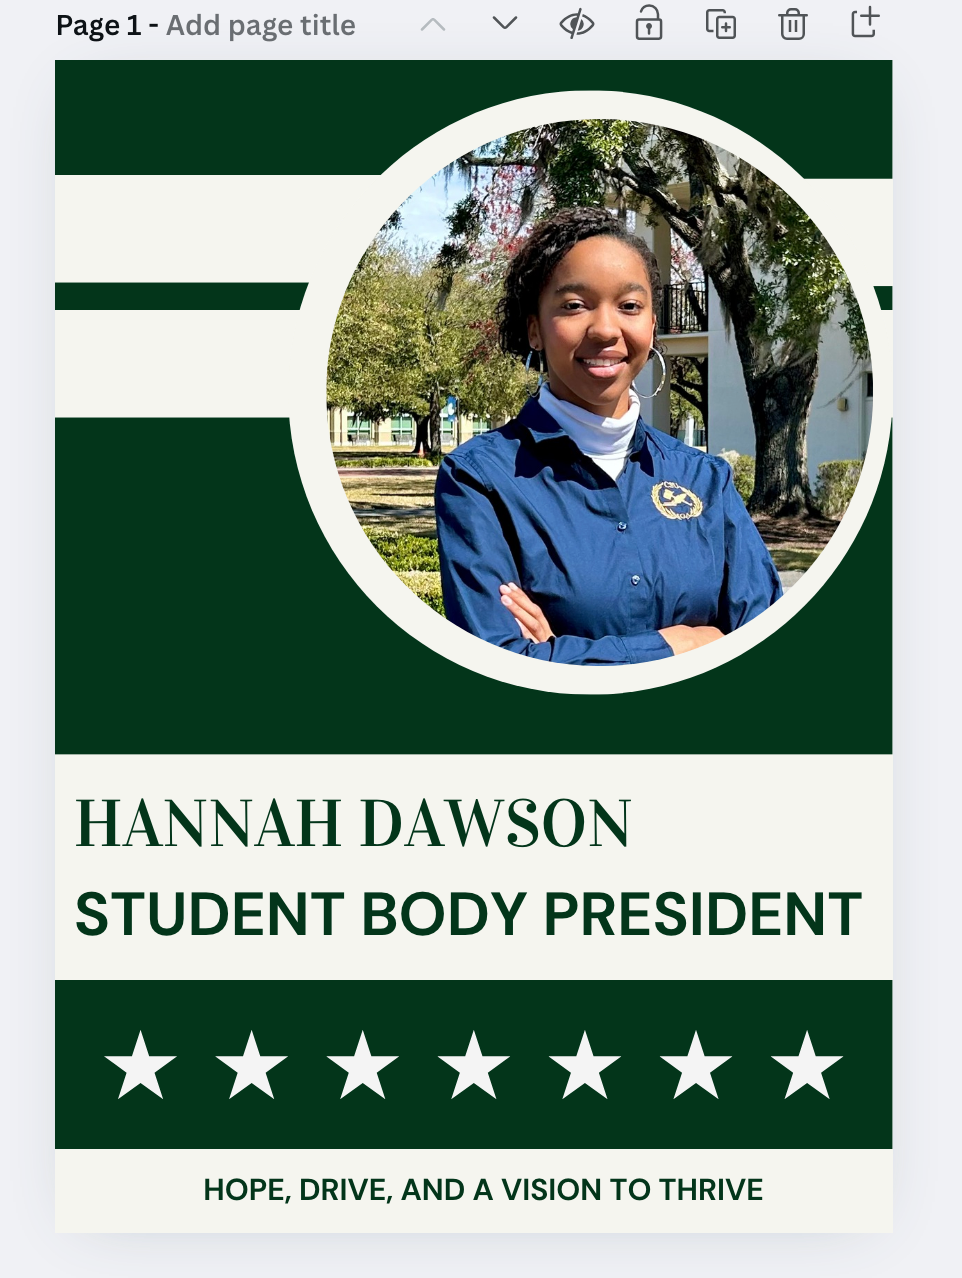 Page 1 - Add page title
HANNAH DAWSON
STUDENT BODY PRESIDENT
HOPE, DRIVE, AND A VISION TO THRIVE